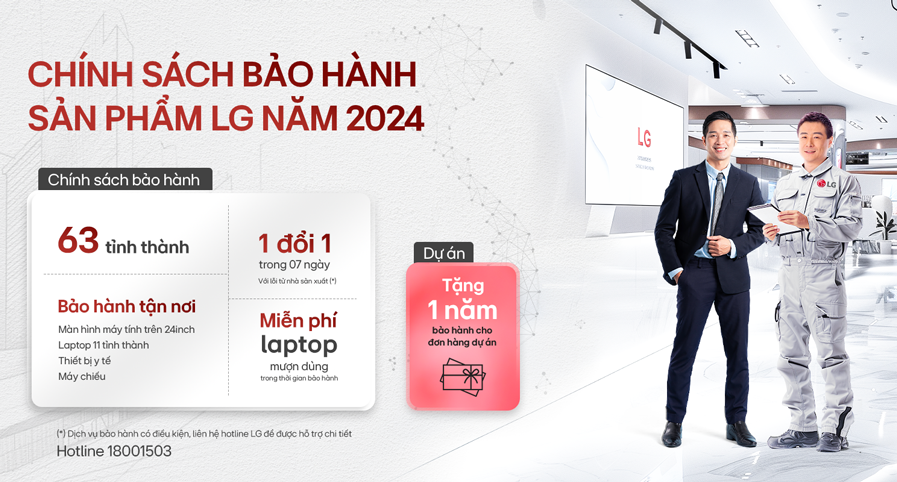 CHÍNH SÁCH BẢO HÀNH
SẢN PHẨM LG NĂM 2024
Chính sách bảo hành
63 tỉnh thành
Bảo hành tận nơi
Màn hình máy tính trên 24inch
Laptop 11 tỉnh thành
Thiết bị y tế
Máy chiếu
1 đổi 1
trong 07 ngày
Với lỗi từ nhà sản xuất (*)
Miễn phí
laptop
mượn dùng
trong thời gian bảo hành
Dự án
Tặng
1 năm
bảo hành cho
đơn hàng dự án
(*) Dịch vụ bảo hành có điều kiện, liên hệ hotline LG để được hỗ trợ chi tiết
Hotline 18001503
LG
LG